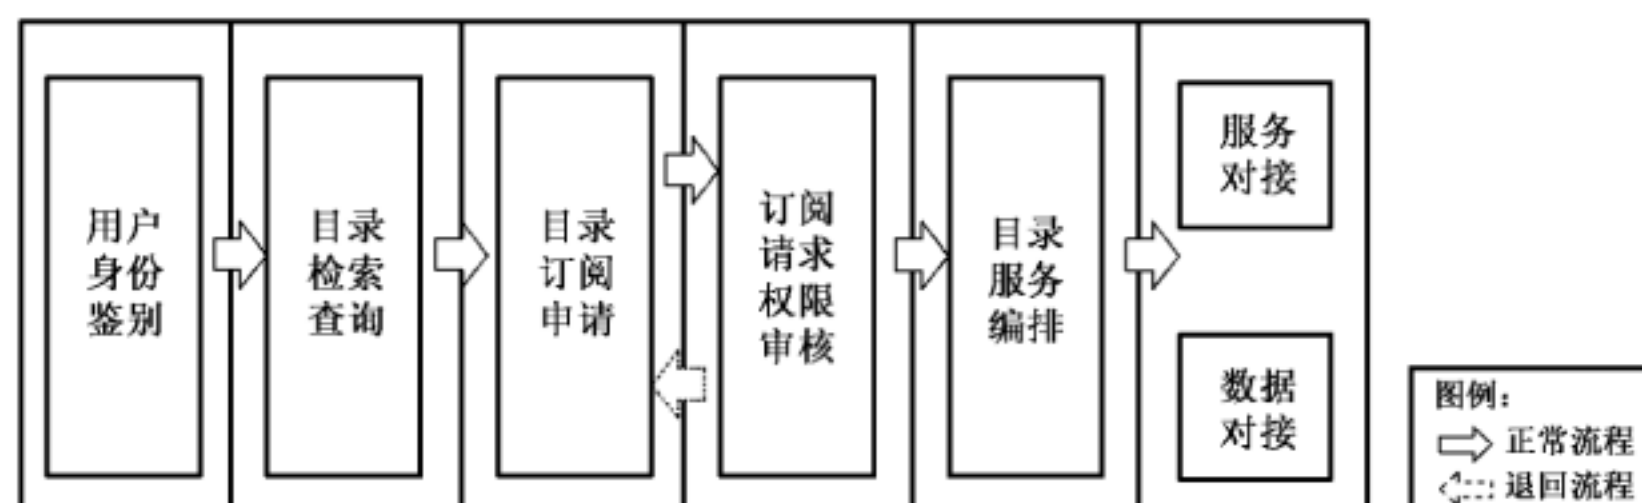 用户
身份
鉴别
目录
检索
查询
目录
订阅
申请
订阅
请求
权限
审核
目录
服务
编排
服务
对接
数据
对接
图例：
正常流程
退回流程